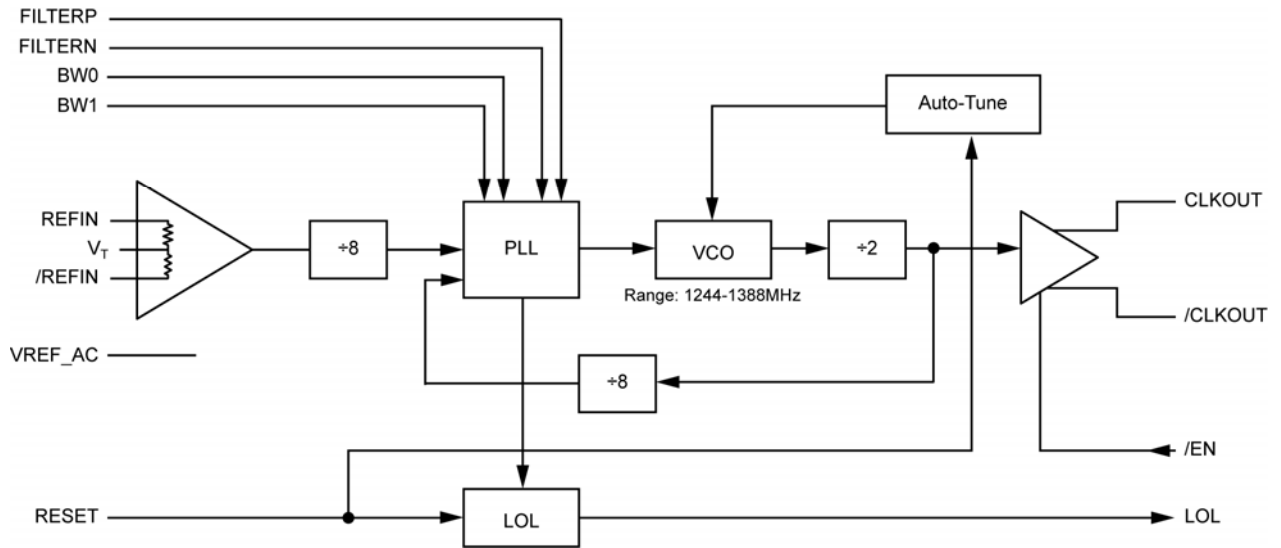 FILTERP
FILTERN
BW0
BW1
Auto-Tune
REFIN
VT
/REFIN
÷8
PLL
VCO
Range: 1244-1388MHz
÷2
CLKOUT
/CLKOUT
VREF_AC
÷8
/EN
RESET
LOL
LOL